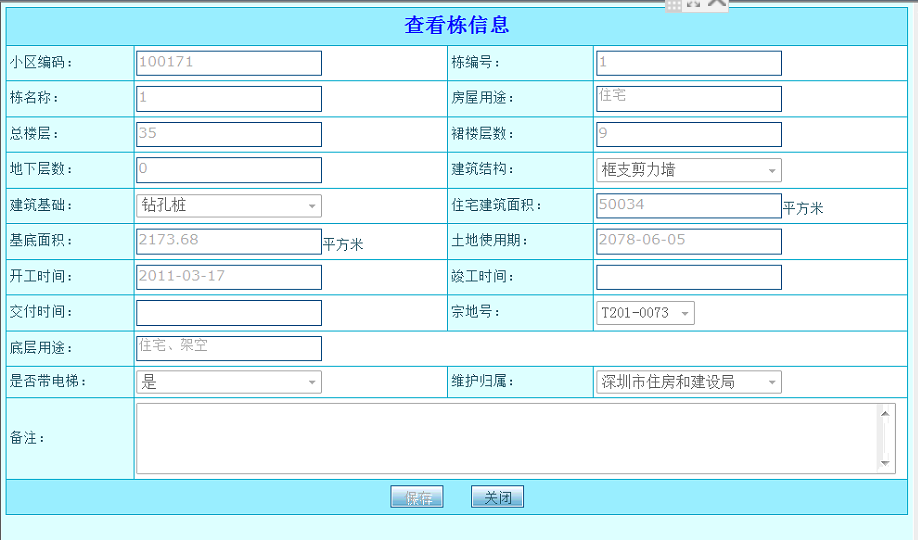 查看栋信息
小区编码： 100171 栋编号： 1
栋名称： 1 房屋用途： 住宅
总楼层： 35 裙楼层数： 9
地下层数： 0 建筑结构： 框支剪力墙
建筑基础： 钻孔桩 住宅建筑面积： 50034 平方米
基底面积： 2173.68 平方米 土地使用期： 2078-06-05
开工时间： 2011-03-17 竣工时间：
交付时间： 宗地号： T201-0073
底层用途： 住宅、架空
是否带电梯： 是 维护归属： 深圳市住房和建设局
备注：
保存 关闭